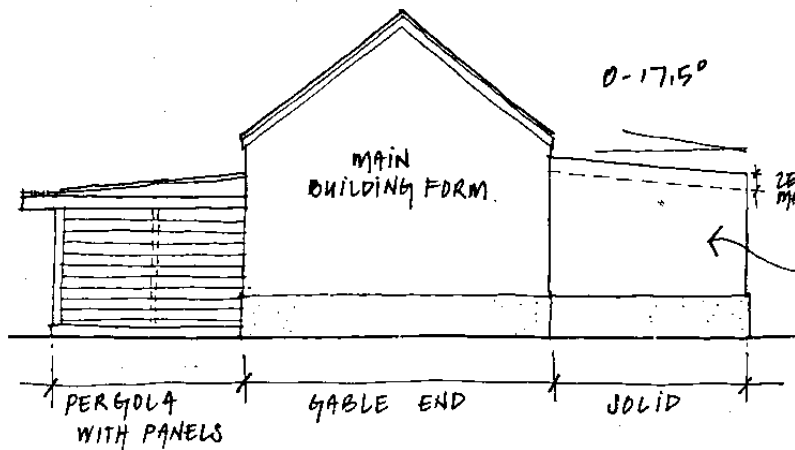 0-17,5°
MAIN
BUILDING FORM
PERGOLA
WITH PANELS
GABLE END
SOLID